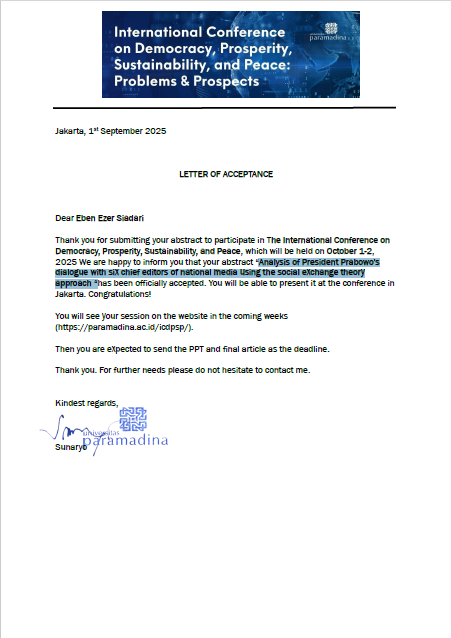 International Conference
on Democracy, Prosperity,
Sustainability, and Peace:
Problems & Prospects
universitas
paramadina
Jakarta, 1st September 2025
LETTER OF ACCEPTANCE
Dear Eben Ezer Siadari
Thank you for submitting your abstract to participate in The International Conference on
Democracy, Prosperity, Sustainability, and Peace, which will be held on October 1-2,
2025 We are happy to inform you that your abstract "Analysis of President Prabowo's
dialogue with six chief editors of national media using the social exchange theory
approach "has been officially accepted. You will be able to present it at the conference in
Jakarta. Congratulations!
You will see your session on the website in the coming weeks
(https://paramadina.ac.id/icdpsp/).
Then you are expected to send the PPT and final article as the deadline.
Thank you. For further needs please do not hesitate to contact me.
Kindest regards,
universitas
paramadina
Sunaryo